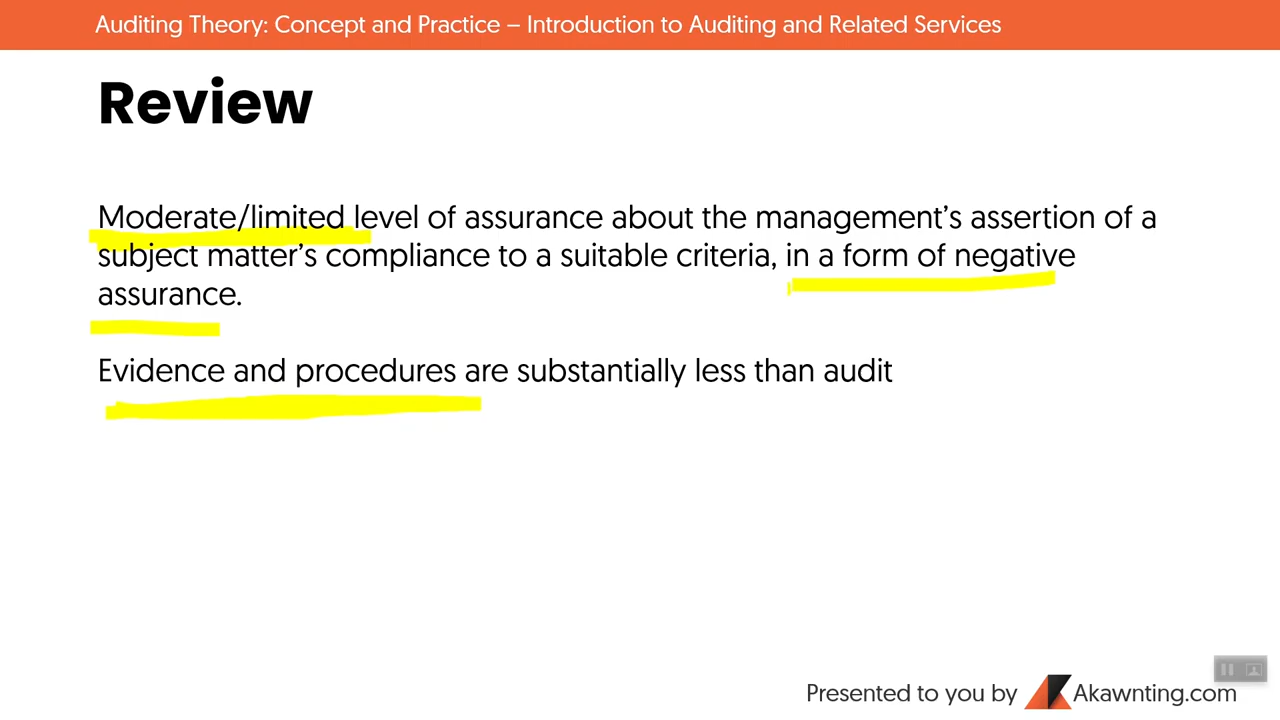 Auditing Theory: Concept and Practice – Introduction to Auditing and Related Services
Review
Moderate/limited level of assurance about the management’s assertion of a
subject matter’s compliance to a suitable criteria, in a form of negative
assurance.
Evidence and procedures are substantially less than audit
Presented to you by Akawnting.com